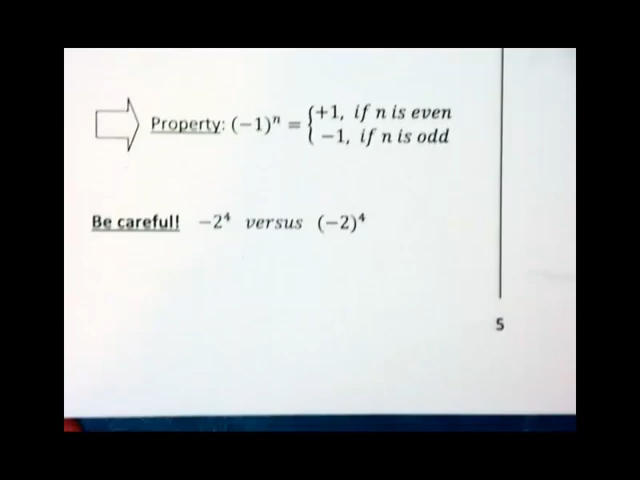 Property: (−1)ⁿ = { +1, if n is even
−1, if n is odd
Be careful! −2⁴ versus (−2)⁴
5